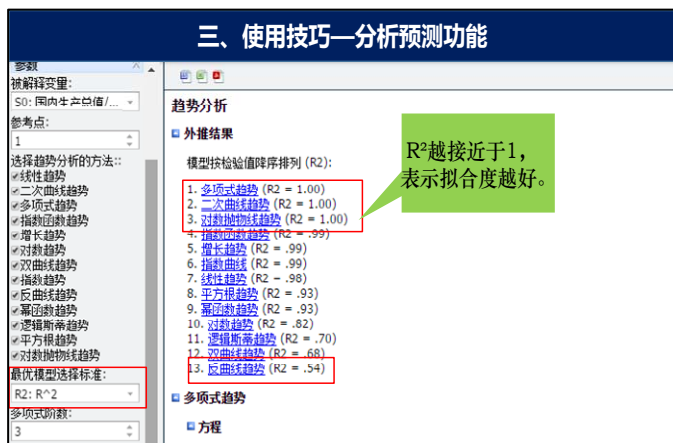 三、使用技巧—分析预测功能
参数
被解释变量:
S0: 国内生产总值/...
参考点:
1
选择趋势分析的方法::
线性趋势
二次曲线趋势
多项式趋势
指数函数趋势
增长趋势
对数趋势
双曲线趋势
指数趋势
反曲线趋势
幂函数趋势
逻辑斯蒂趋势
平方根趋势
对数抛物线趋势
最优模型选择标准:
R2: R^2
多项式阶数:
3
趋势分析
外推结果
模型按检验值降序排列 (R2):
1. 多项式趋势 (R2 = 1.00)
2. 二次曲线趋势 (R2 = 1.00)
3. 对数抛物线趋势 (R2 = 1.00)
4. 指数函数趋势 (R2 = .99)
5. 增长趋势 (R2 = .99)
6. 指数曲线 (R2 = .99)
7. 线性趋势 (R2 = .98)
8. 平方根趋势 (R2 = .93)
9. 幂函数趋势 (R2 = .93)
10. 对数趋势 (R2 = .82)
11. 逻辑斯蒂趋势 (R2 = .70)
12. 双曲线趋势 (R2 = .68)
13. 反曲线趋势 (R2 = .54)
R²越接近于1，
表示拟合度越好。
多项式趋势
方程